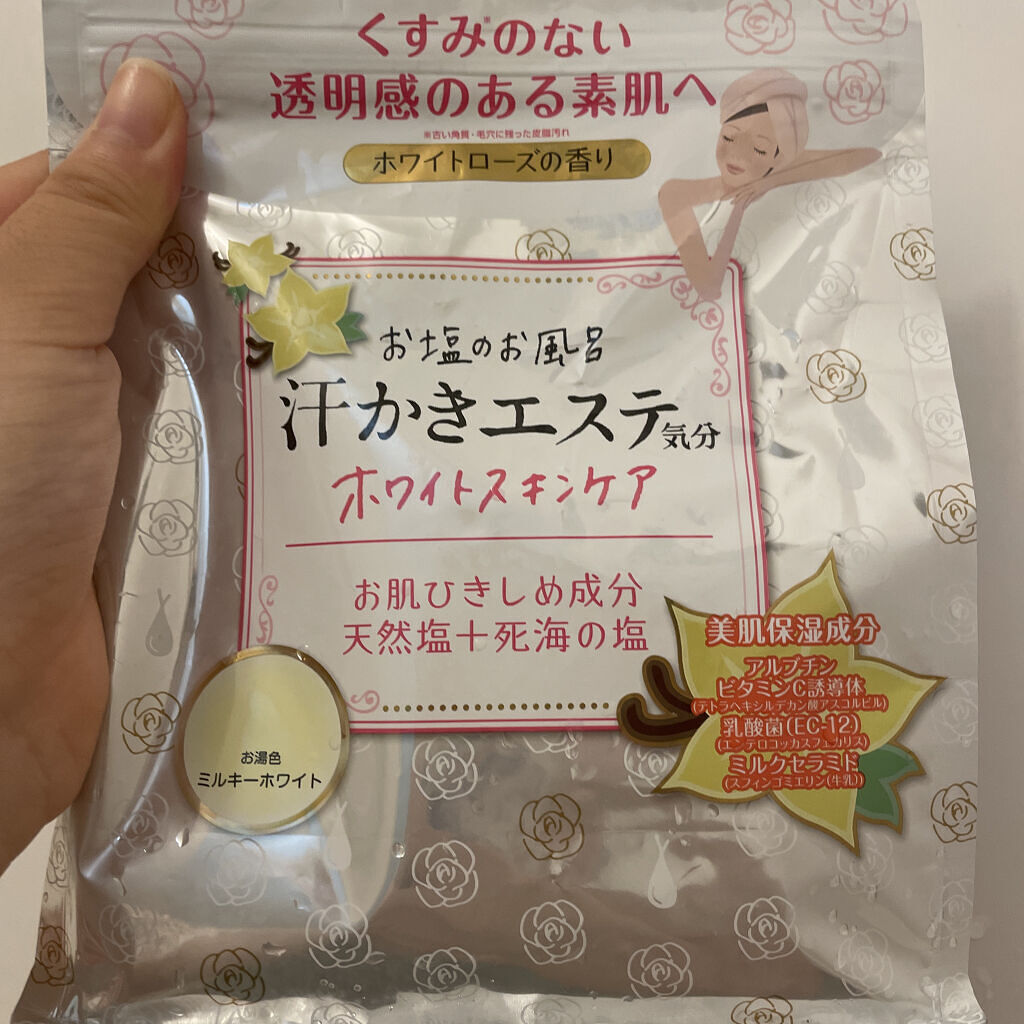 くすみ※のない
透明感のある素肌へ
※古い角質・毛穴に残った皮脂汚れ
ホワイトローズの香り
お塩のお風呂
汗かきエステ気分
ホワイトスキンケア
お肌ひきしめ成分
天然塩＋死海の塩
美肌保湿成分
アルブチン
ビタミンC誘導体
(テトラヘキシルデカン酸アスコルビル)
乳酸菌(EC-12)
(エンテロコッカスフェカリス)
ミルクセラミド
(スフィンゴミエリン(牛乳))
お湯色
ミルキーホワイト